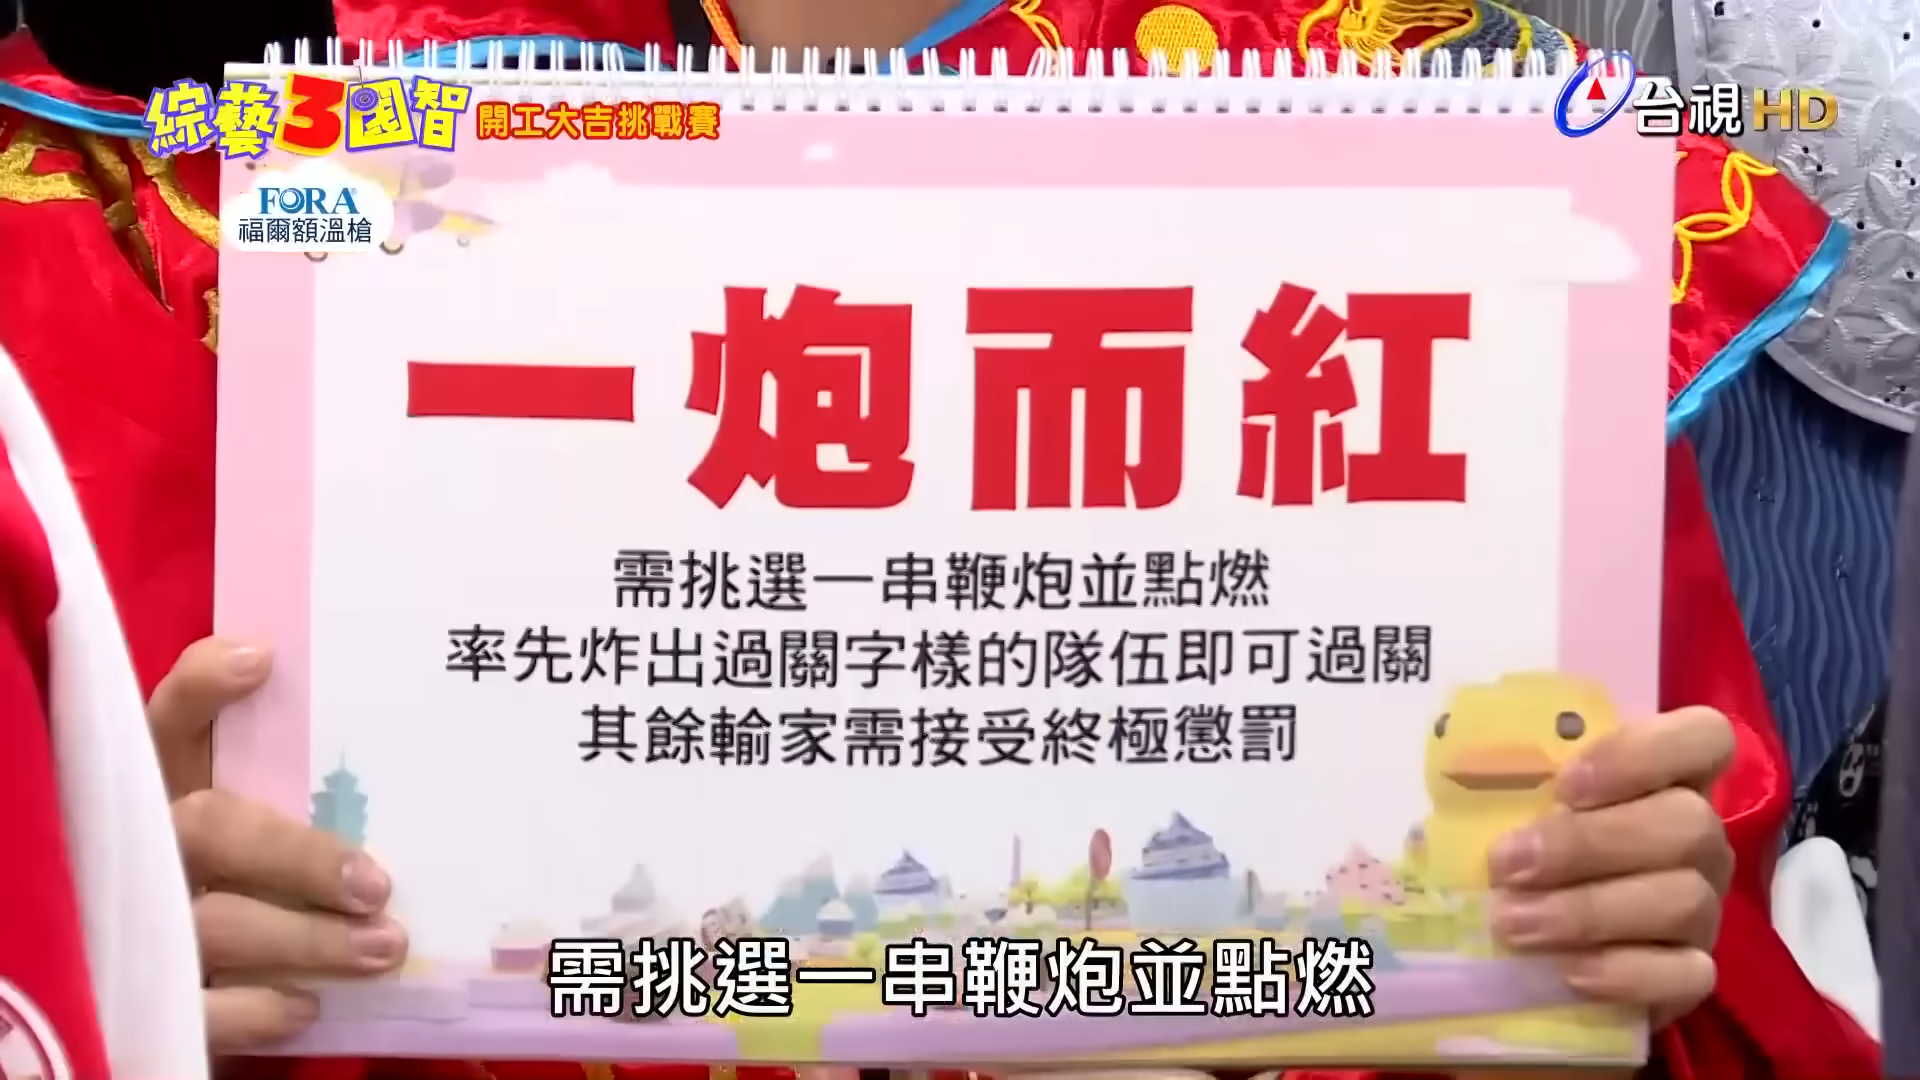 綜藝3國智 開工大吉挑戰賽
台視HD
FORA
福爾額溫槍
一炮而紅
需挑選一串鞭炮並點燃
率先炸出過關字樣的隊伍即可過關
其餘輸家需接受終極懲罰
需挑選一串鞭炮並點燃